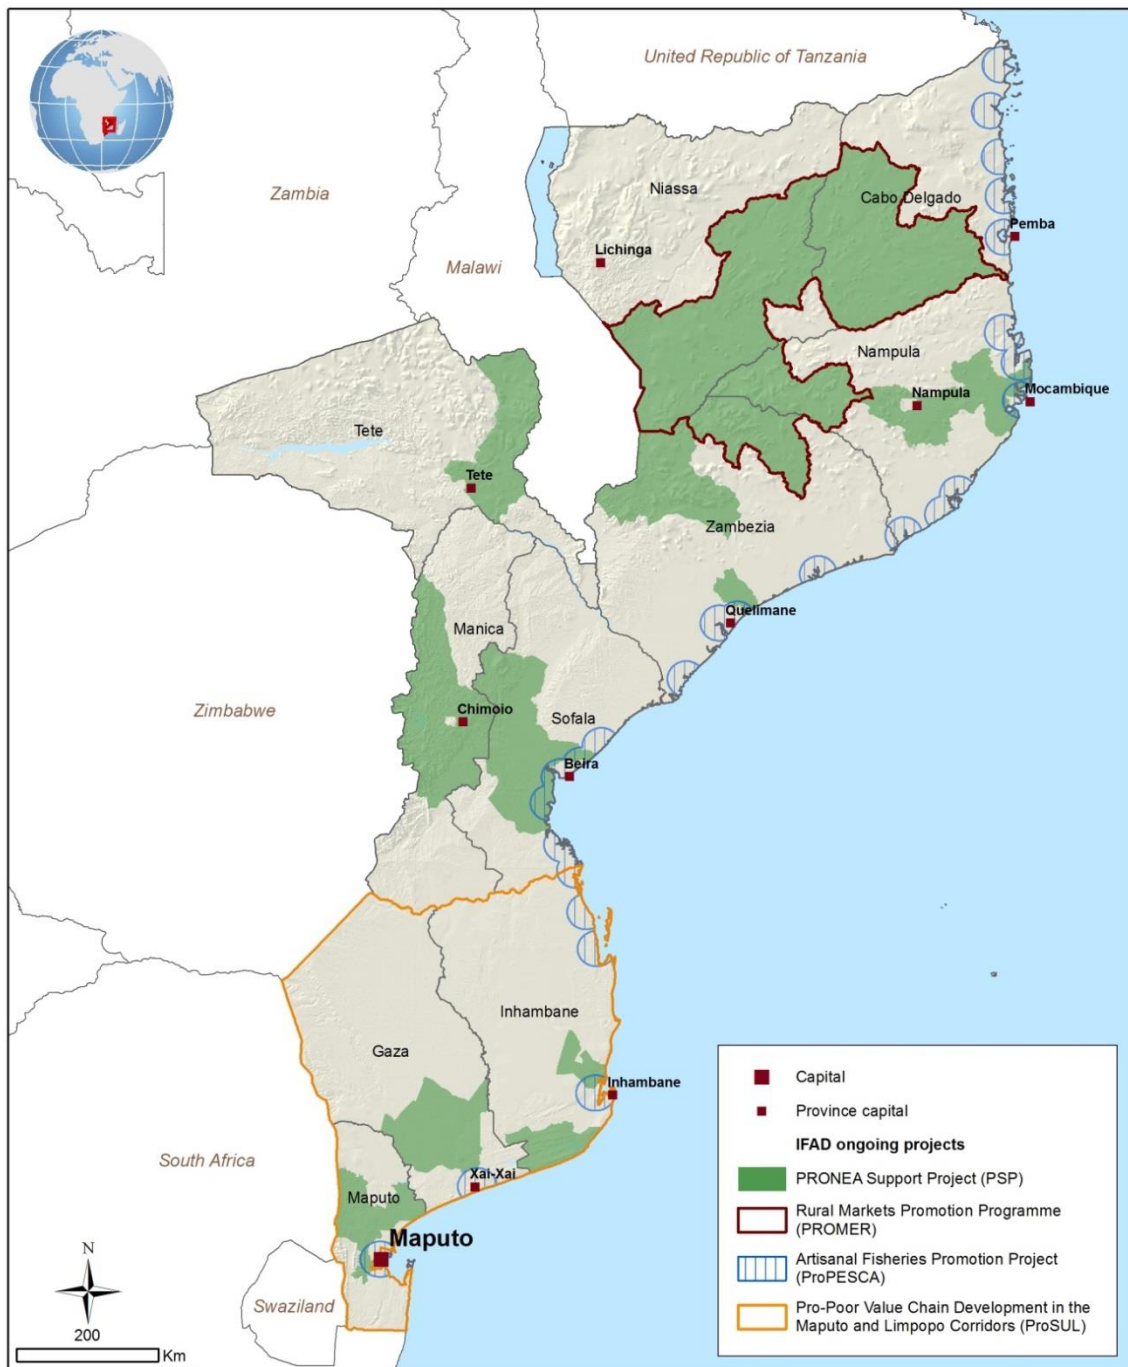 United Republic of Tanzania
Zambia
Niassa
Cabo Delgado
Pemba
Lichinga
Malawi
Nampula
Nampula
Mocambique
Tete
Tete
Zambezia
Quelimane
Manica
Zimbabwe
Chimoio
Sofala
Beira
Inhambane
Gaza
Inhambane
South Africa
Xai-Xai
Maputo
Maputo
N
Swaziland
200
Km
Capital
Province capital
IFAD ongoing projects
PRONEA Support Project (PSP)
Rural Markets Promotion Programme
(PROMER)
Artisanal Fisheries Promotion Project
(ProPESCA)
Pro-Poor Value Chain Development in the
Maputo and Limpopo Corridors (ProSUL)